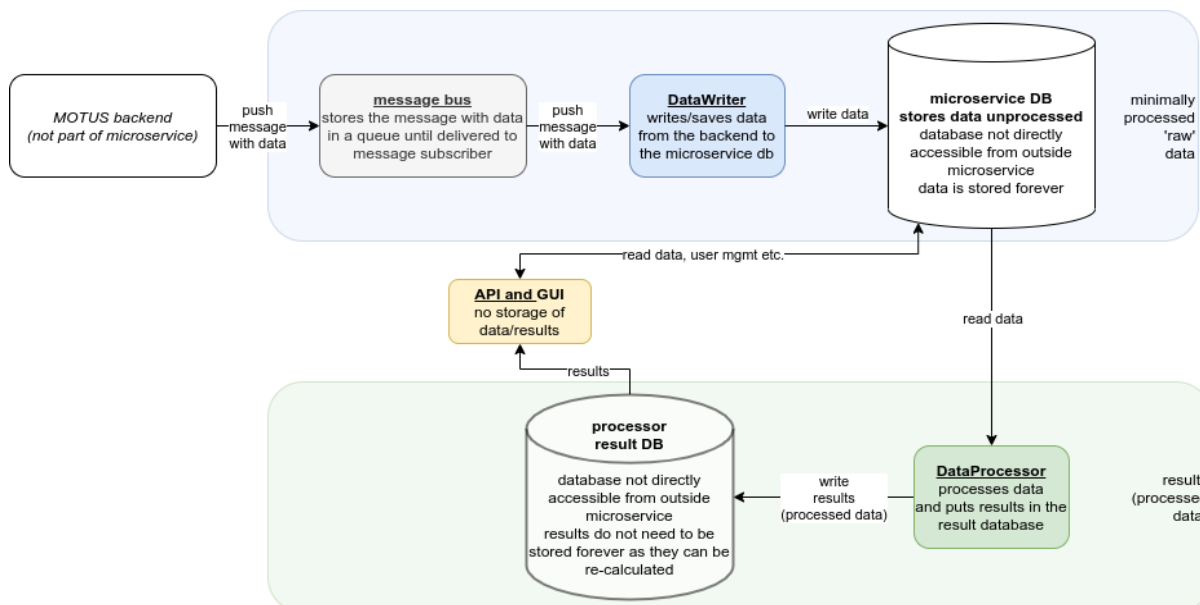 MOTUS backend
(not part of microservice)
push
message
with data
message bus
stores the message with data
in a queue until delivered to
message subscriber
push
message
with data
DataWriter
writes/saves data
from the backend to
the microservice db
write data
microservice DB
stores data unprocessed
database not directly
accessible from outside
microservice
data is stored forever
minimally
processed
'raw'
data
read data, user mgmt etc.
API and GUI
no storage of
data/results
read data
results
processor
result DB
database not directly
accessible from outside
microservice
results do not need to be
stored forever as they can be
re-calculated
write
results
(processed data)
DataProcessor
processes data
and puts results in the
result database
result
(processed
data